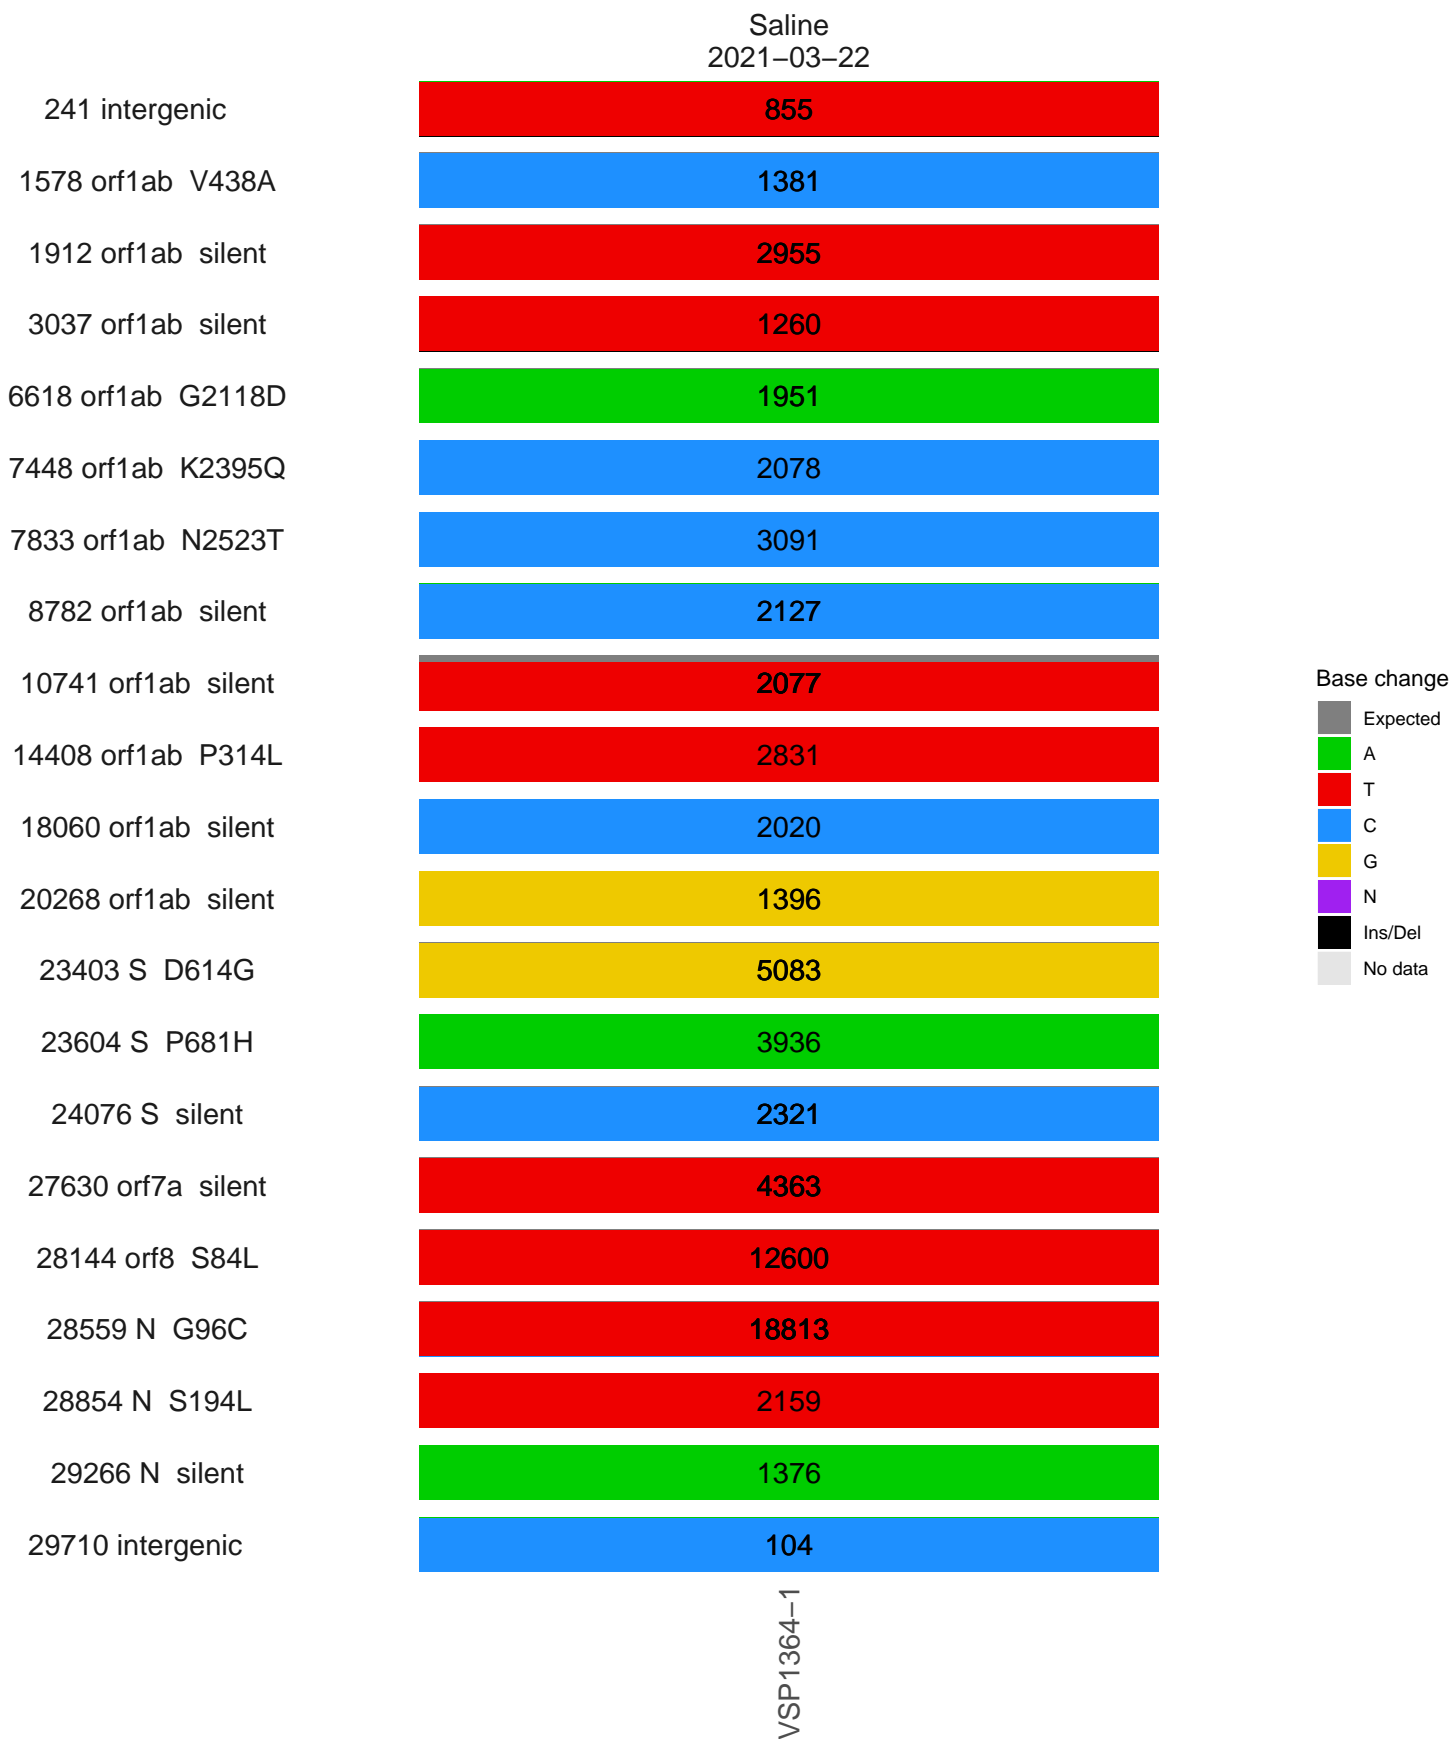 Saline
2021–03–22
241 intergenic 855
1578 orf1ab V438A 1381
1912 orf1ab silent 2955
3037 orf1ab silent 1260
6618 orf1ab G2118D 1951
7448 orf1ab K2395Q 2078
7833 orf1ab N2523T 3091
8782 orf1ab silent 2127
10741 orf1ab silent 2077
14408 orf1ab P314L 2831
18060 orf1ab silent 2020
20268 orf1ab silent 1396
23403 S D614G 5083
23604 S P681H 3936
24076 S silent 2321
27630 orf7a silent 4363
28144 orf8 S84L 12600
28559 N G96C 18813
28854 N S194L 2159
29266 N silent 1376
29710 intergenic 104
VSP1364–1
Base change
Expected
A
T
C
G
N
Ins/Del
No data